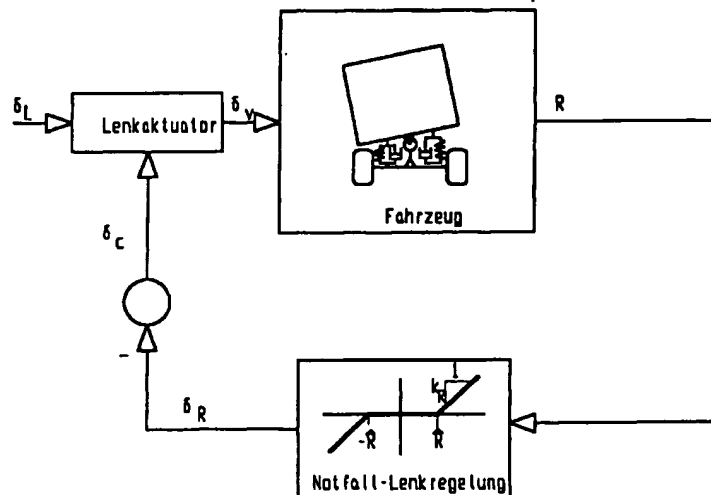 δL
Lenkaktuator
δv
R
Fahrzeug
δc
-
δR
kR
-R̂
R̂
Notfall-Lenkregelung